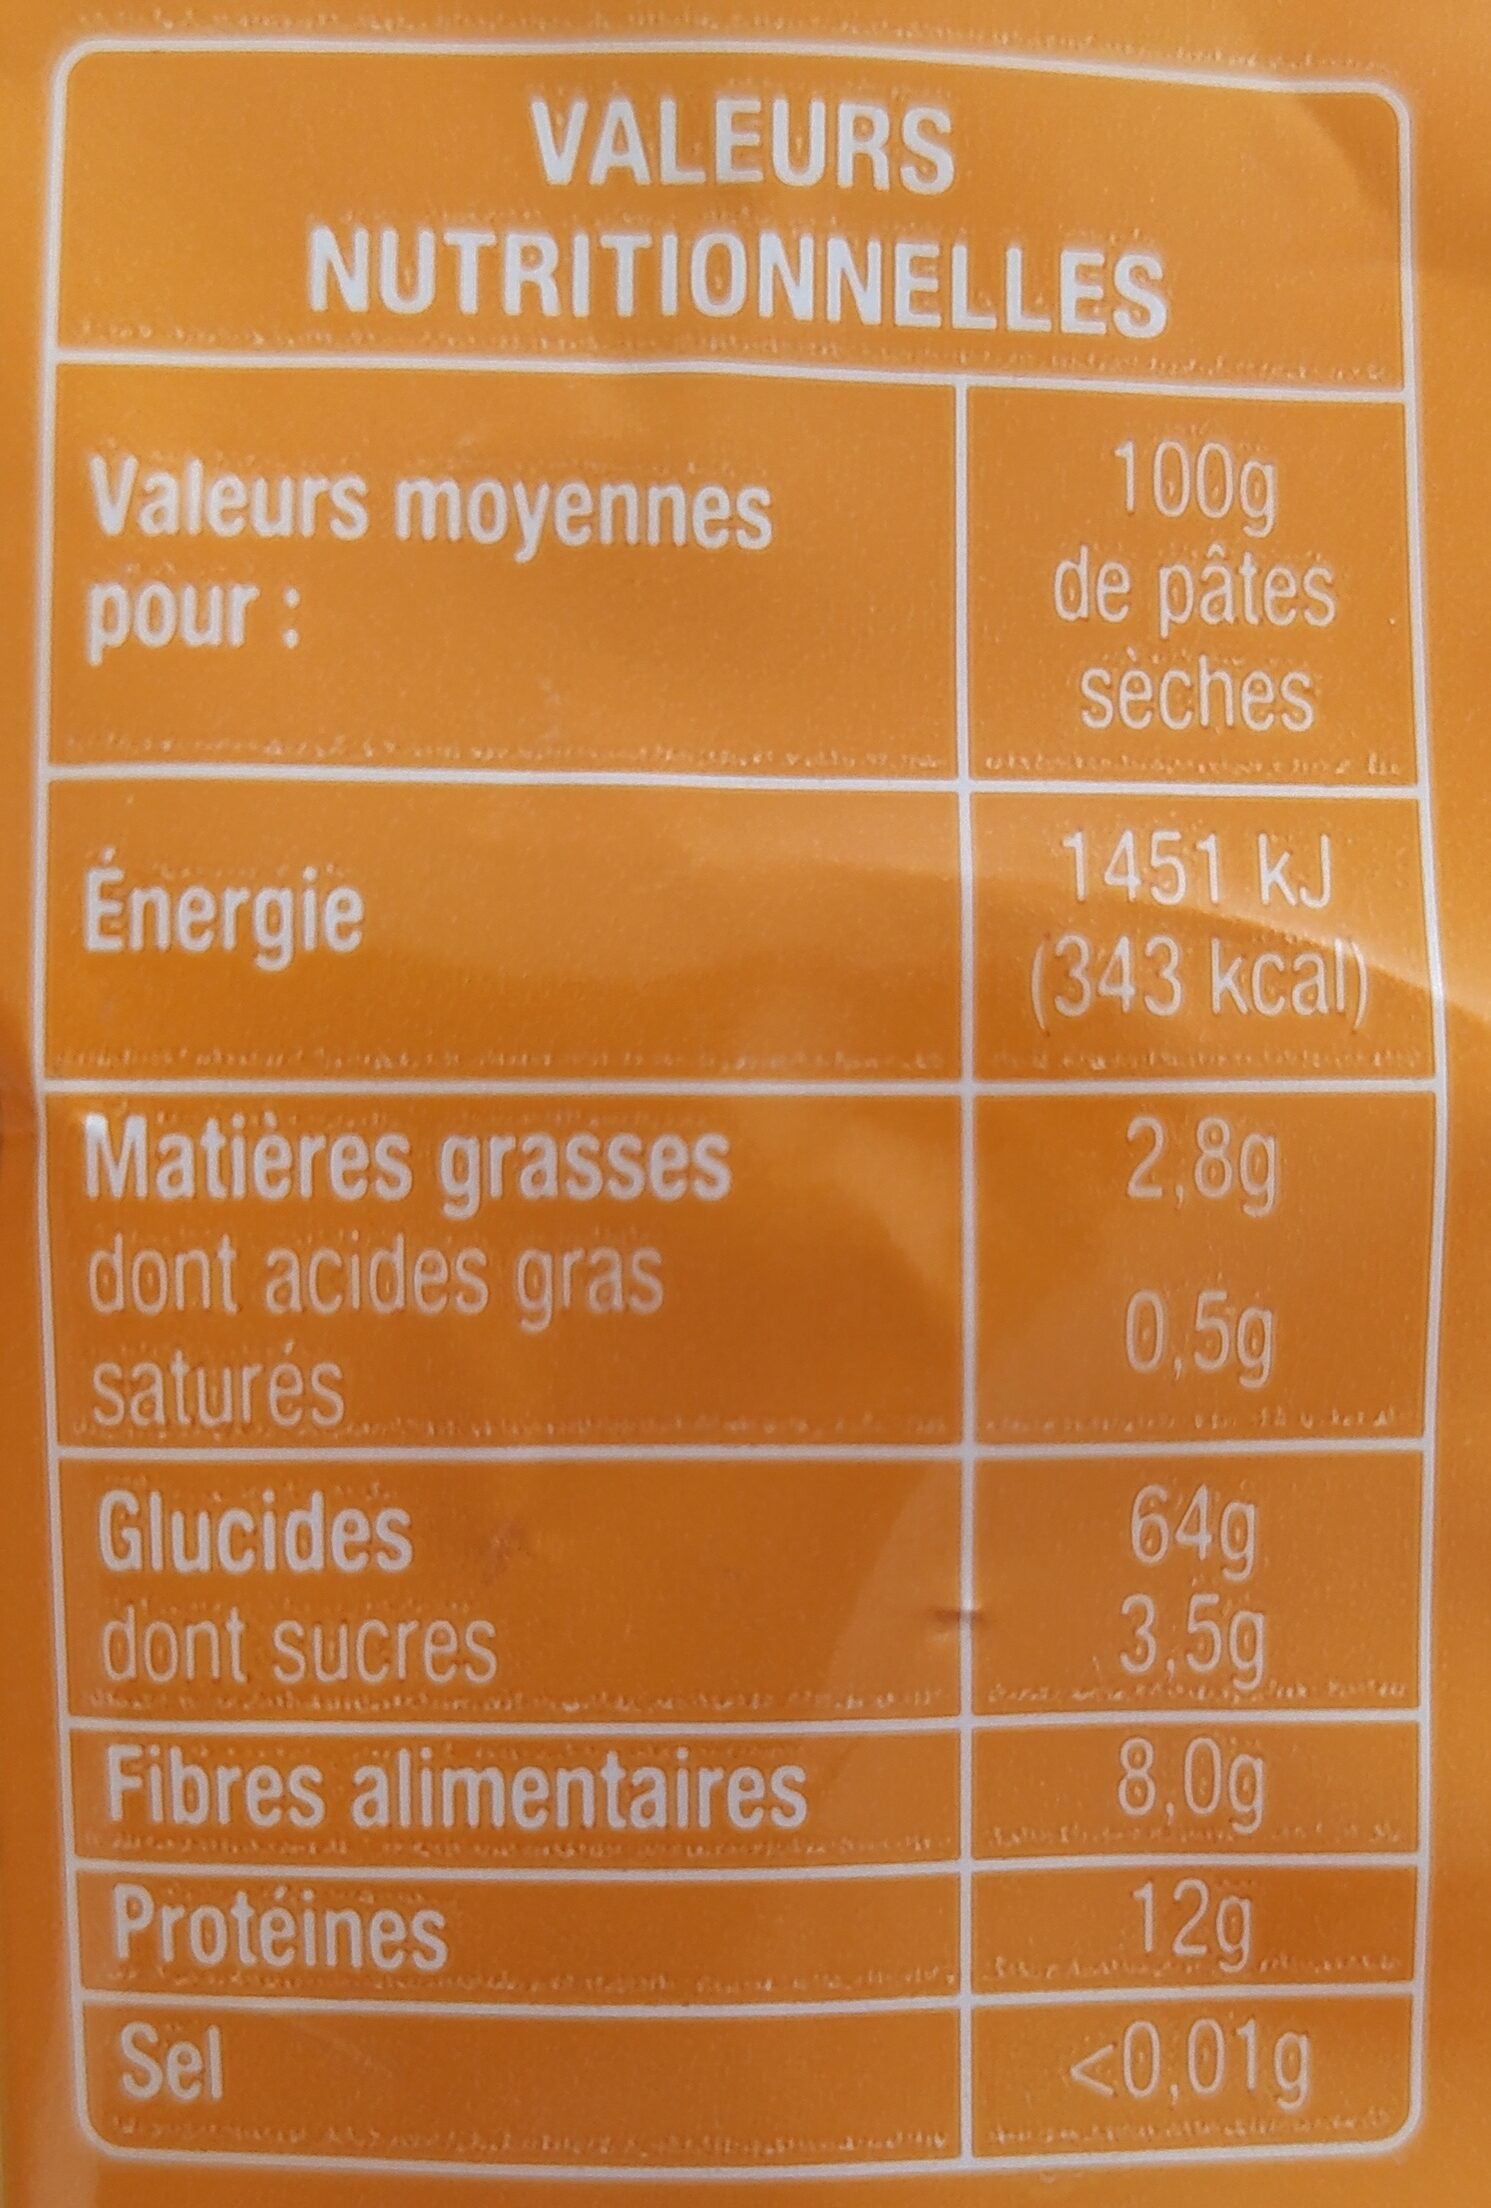 VALEURS
NUTRITIONNELLES
Valeurs moyennes
pour :
100g
de pâtes
sèches
Énergie
1451 kJ
(343 kcal)
Matières grasses
2,8g
dont acides gras
saturés
0,5g
Glucides
64g
dont sucres
3,5g
Fibres alimentaires
8,0g
Protéines
12g
Sel
<0,01g